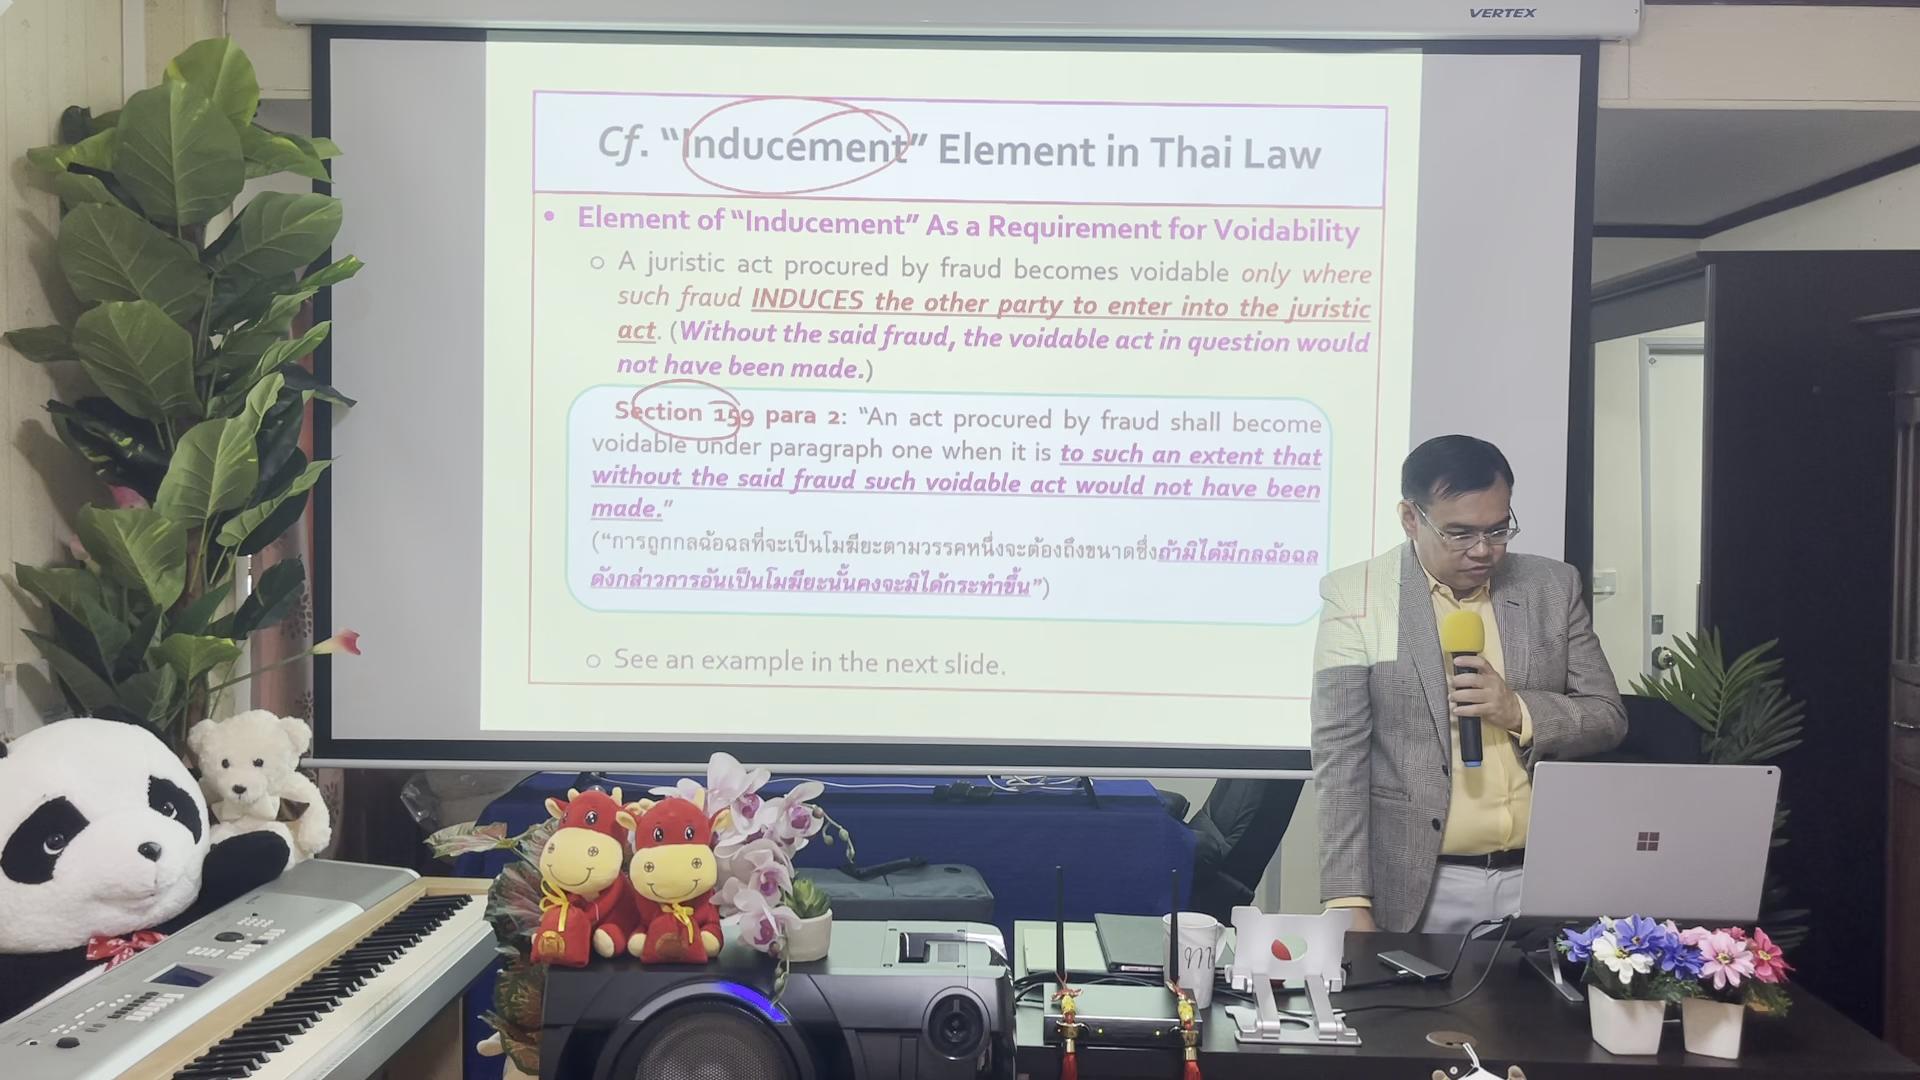 VERTEX
Cf. “Inducement” Element in Thai Law
• Element of “Inducement” As a Requirement for Voidability
o A juristic act procured by fraud becomes voidable only where
such fraud INDUCES the other party to enter into the juristic
act. (Without the said fraud, the voidable act in question would
not have been made.)
Section 159 para 2: “An act procured by fraud shall become
voidable under paragraph one when it is to such an extent that
without the said fraud such voidable act would not have been
made.”
(“การถูกกลฉ้อฉลที่จะเป็นโมฆียะตามวรรคหนึ่งจะต้องถึงขนาดซึ่งถ้ามิได้มีกลฉ้อฉล
ดังกล่าวการอันเป็นโมฆียะนั้นคงจะมิได้กระทำขึ้น”)
o See an example in the next slide.